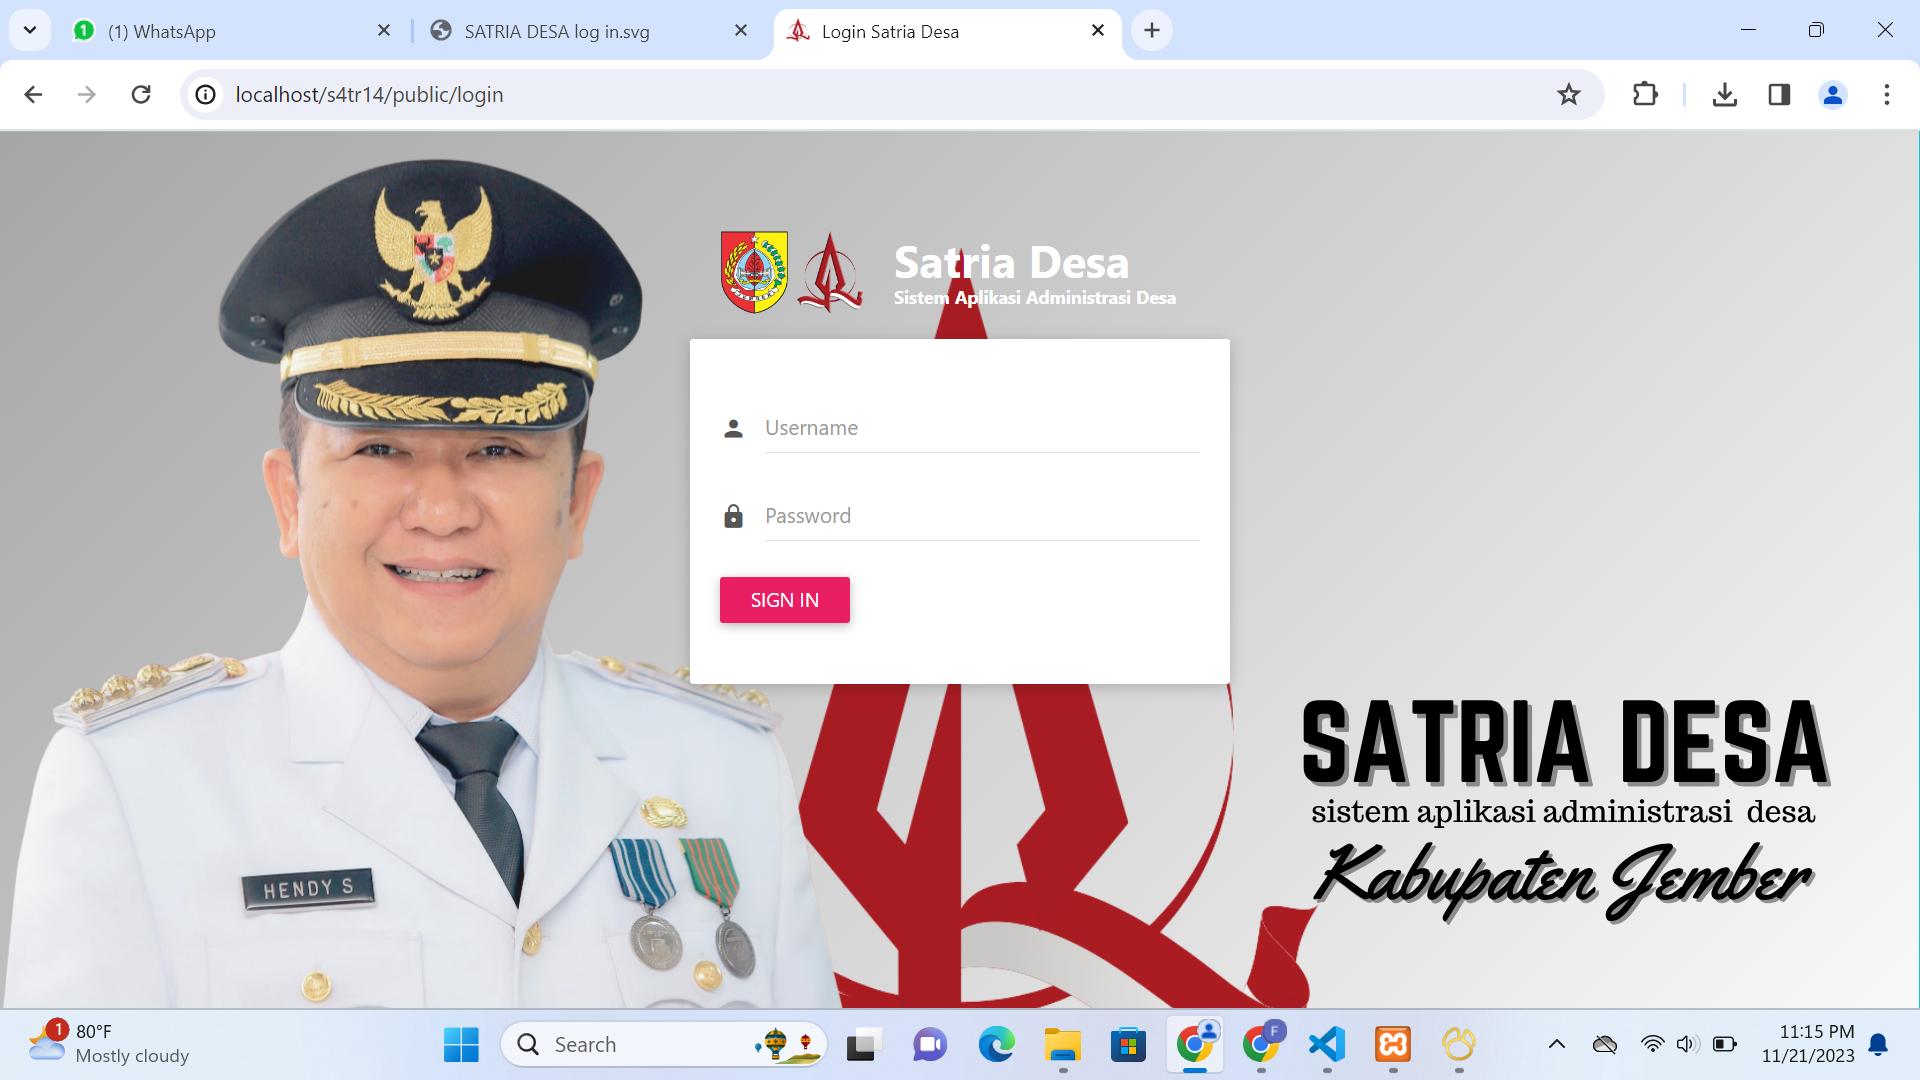 (1) WhatsApp
SATRIA DESA log in.svg
Login Satria Desa
localhost/s4tr14/public/login
Satria Desa
Sistem Aplikasi Administrasi Desa
Username
Password
SIGN IN
SATRIA DESA
sistem aplikasi administrasi desa
Kabupaten Jember
HENDY S
1
80°F
Mostly cloudy
Search
F
11:15 PM
11/21/2023